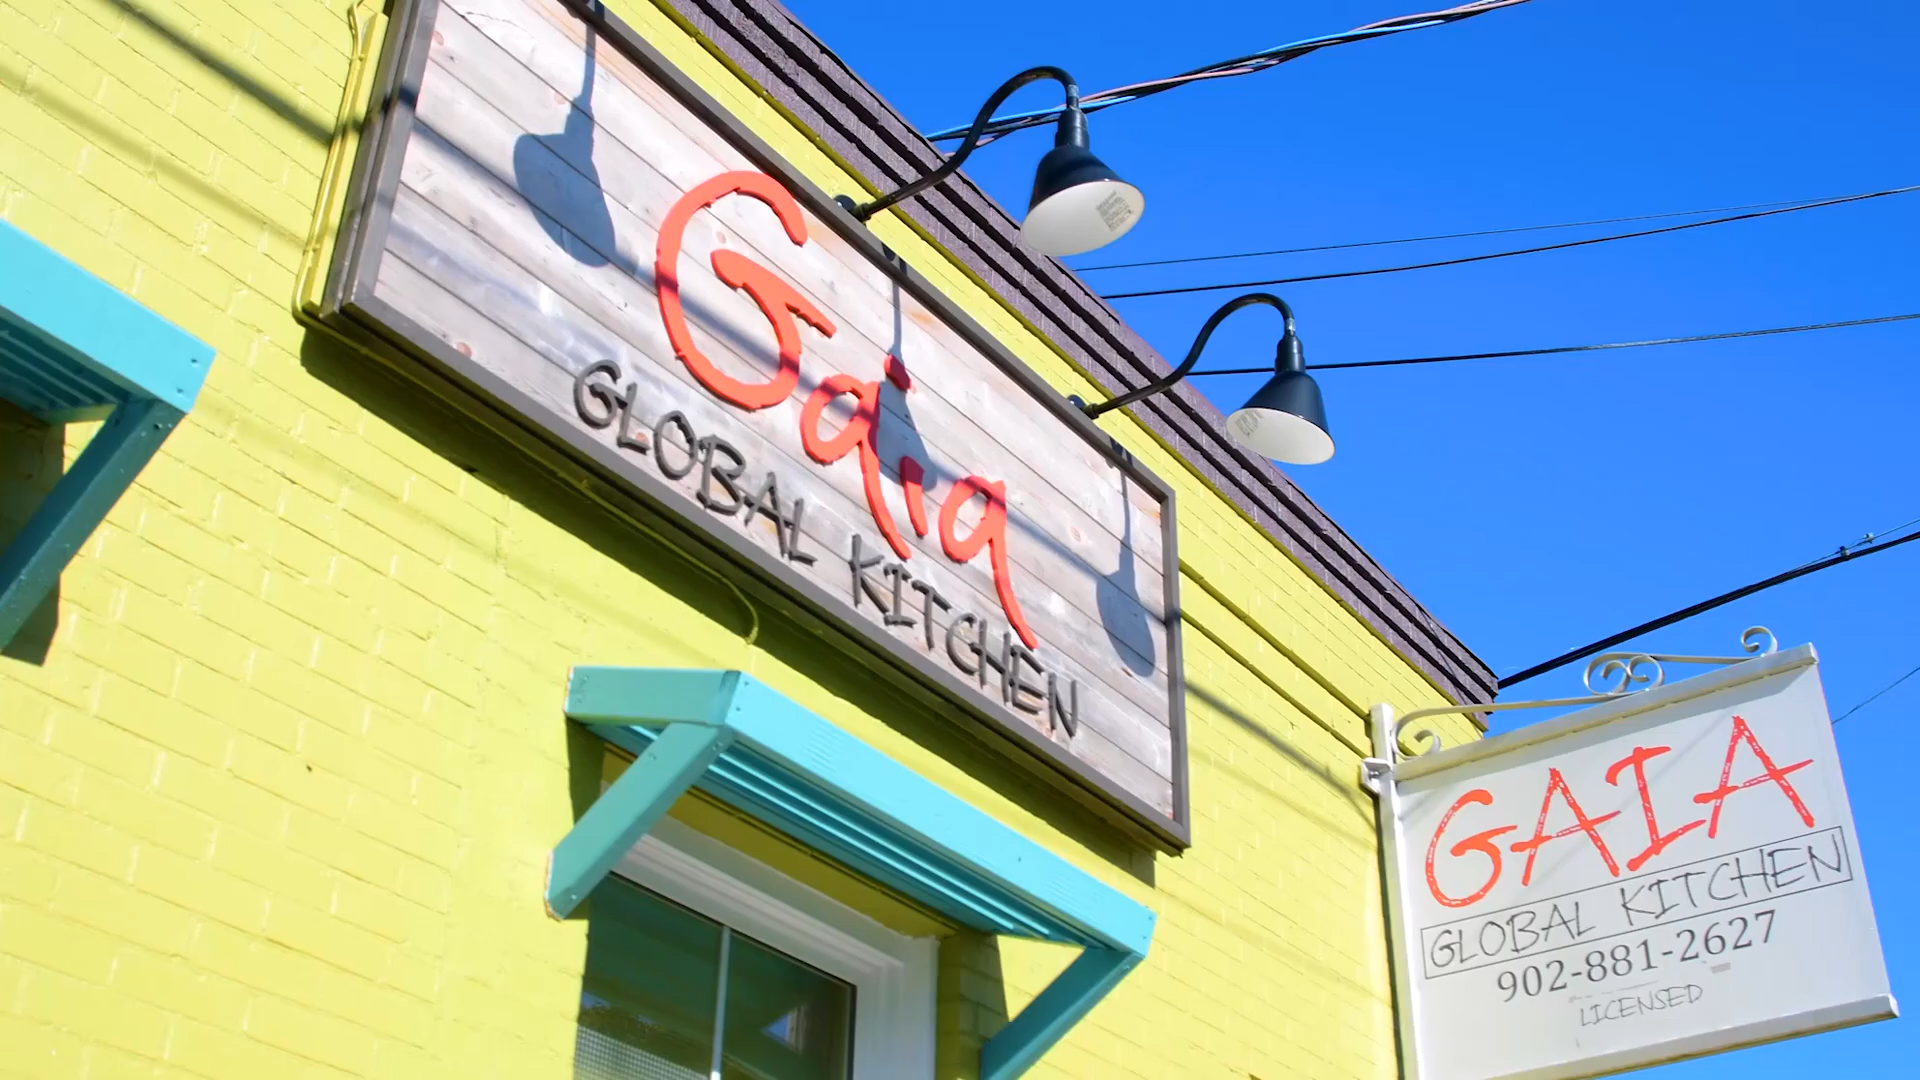 Gaia
GLOBAL KITCHEN
GAIA
GLOBAL KITCHEN
902-881-2627
LICENSED